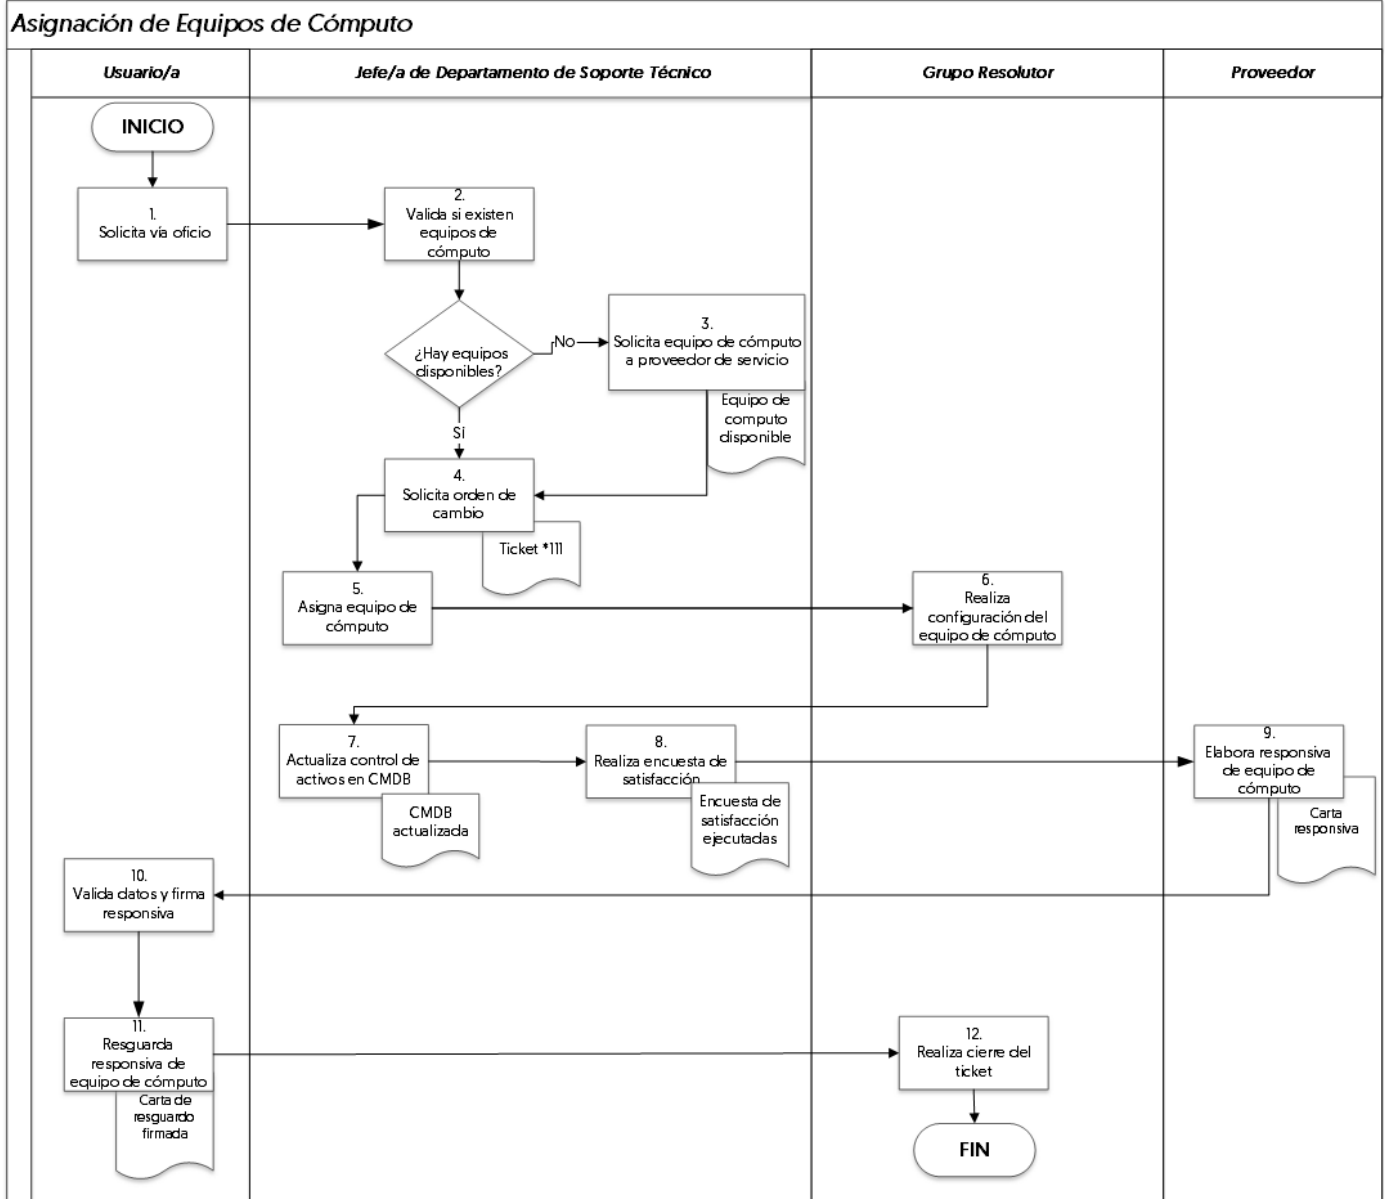 Asignación de Equipos de Cómputo
Usuario/a
Jefe/a de Departamento de Soporte Técnico
Grupo Resolutor
Proveedor
INICIO
1.
Solicita vía oficio
2.
Valida si existen
equipos de
cómputo
¿Hay equipos
disponibles?
No
3.
Solicita equipo de cómputo
a proveedor de servicio
Equipo de
computo
disponible
Sí
4.
Solicita orden de
cambio
Ticket *111
5.
Asigna equipo de
cómputo
6.
Realiza
configuración del
equipo de cómputo
7.
Actualiza control de
activos en CMDB
CMDB
actualizada
8.
Realiza encuesta de
satisfacción
Encuesta de
satisfacción
ejecutadas
9.
Elabora responsiva
de equipo de
cómputo
Carta
responsiva
10.
Valida datos y firma
responsiva
11.
Resguarda
responsiva de
equipo de cómputo
Carta de
resguardo
firmada
12.
Realiza cierre del
ticket
FIN